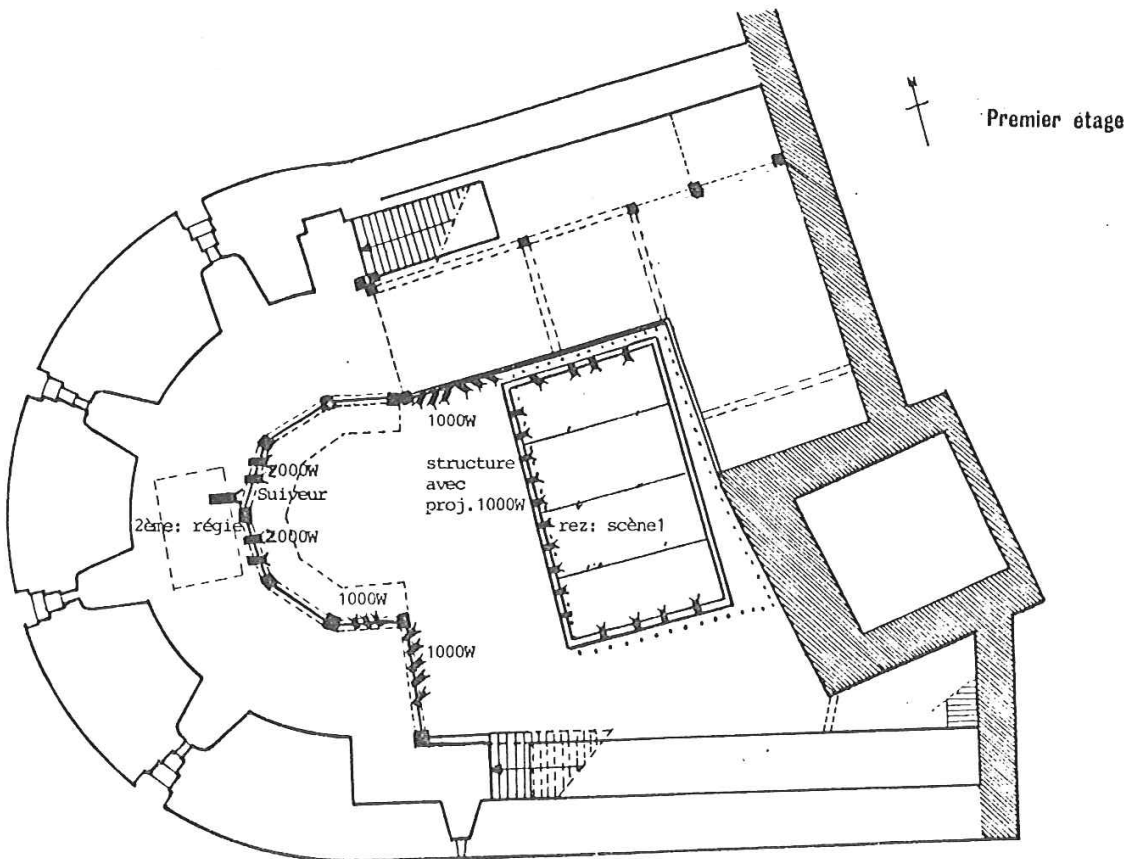 N
Premier étage
1000W
structure
avec
proj.1000W
2000W
Suiveur
2ème: régie
2000W
rez: scène1
1000W
1000W